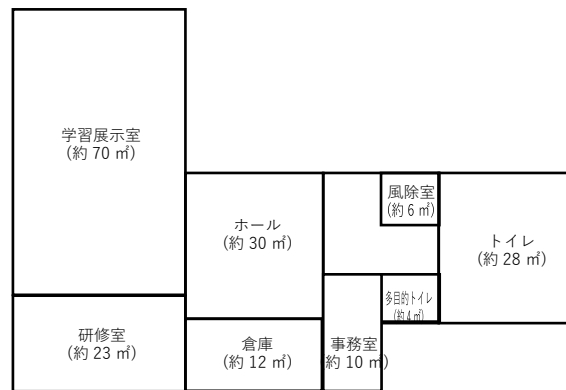 学習展示室
(約 70 ㎡)
風除室
(約 6 ㎡)
ホール
(約 30 ㎡)
トイレ
(約 28 ㎡)
多目的トイレ
(約 4 ㎡)
研修室
(約 23 ㎡)
倉庫
(約 12 ㎡)
事務室
(約 10 ㎡)